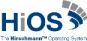 HiOS
The Hirschmann™ Operating System